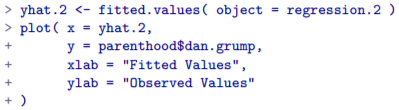 > yhat.2 <- fitted.values( object = regression.2 )
> plot( x = yhat.2,
+       y = parenthood$dan.grump,
+       xlab = "Fitted Values",
+       ylab = "Observed Values"
+ )